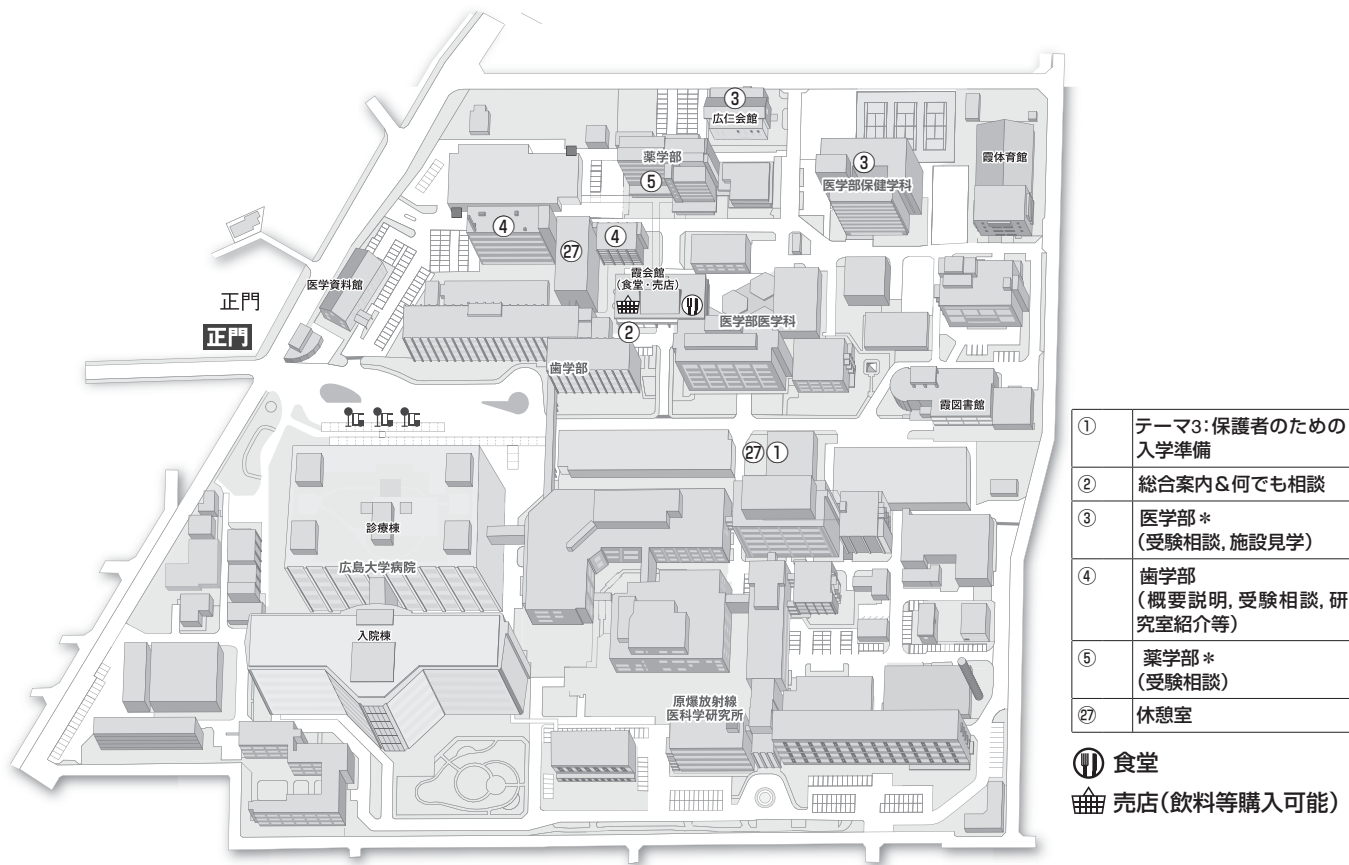 ③
広仁会館
薬学部
⑤
③
医学部保健学科
霞体育館
④
㉗
④
医学資料館
霞会館
(食堂・売店)
正門
正門
②
医学部医学科
歯学部
霞図書館
㉗ ①
診療棟
広島大学病院
入院棟
原爆放射線
医科学研究所
① テーマ3:保護者のための
入学準備
② 総合案内&何でも相談
③ 医学部*
(受験相談,施設見学)
④ 歯学部
(概要説明,受験相談,研
究室紹介等)
⑤ 薬学部*
(受験相談)
㉗ 休憩室
食堂
売店(飲料等購入可能)